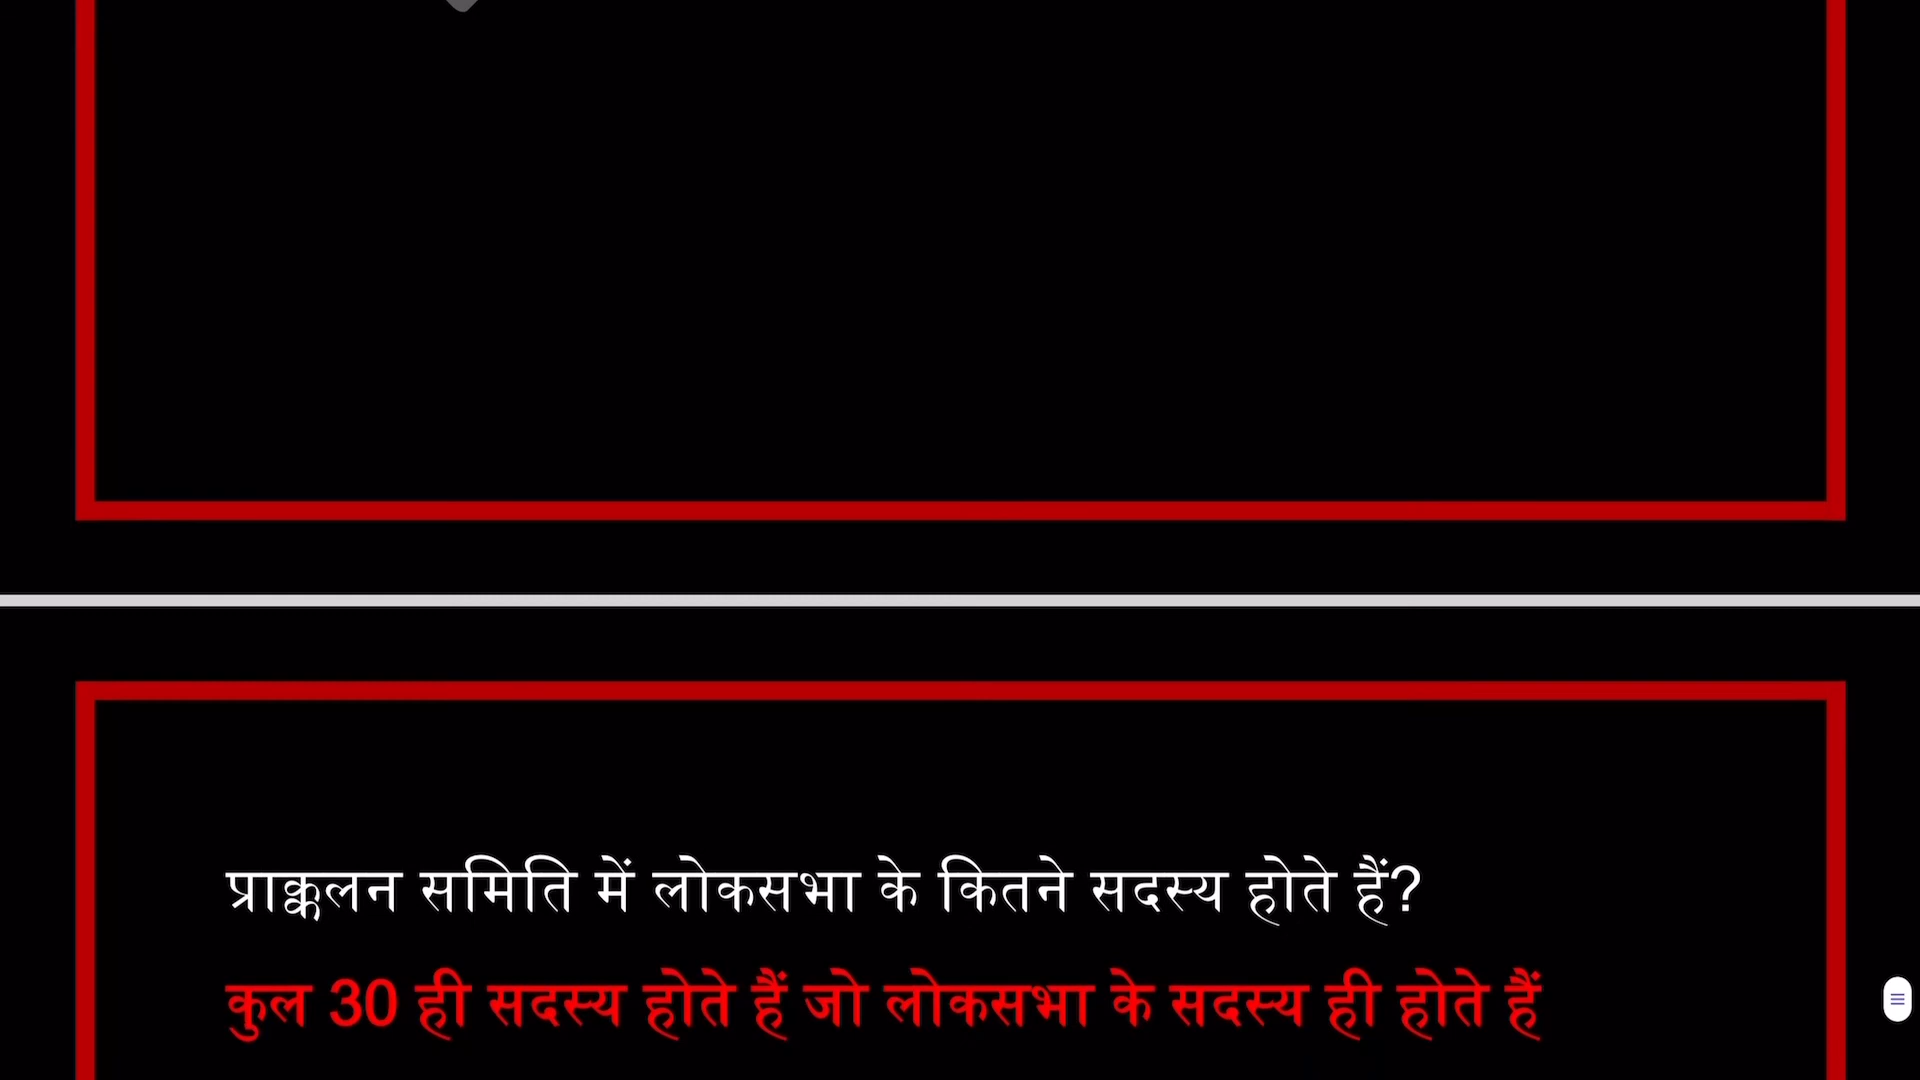 प्राक्कलन समिति में लोकसभा के कितने सदस्य होते हैं?
कुल 30 ही सदस्य होते हैं जो लोकसभा के सदस्य ही होते हैं